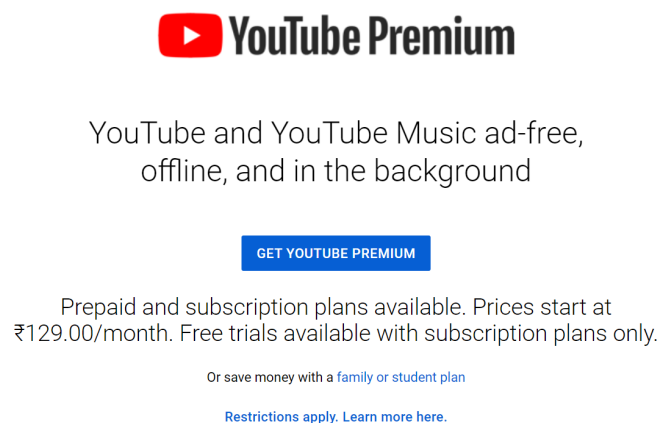 YouTube Premium
YouTube and YouTube Music ad-free,
offline, and in the background
GET YOUTUBE PREMIUM
Prepaid and subscription plans available. Prices start at
₹129.00/month. Free trials available with subscription plans only.
Or save money with a family or student plan
Restrictions apply. Learn more here.